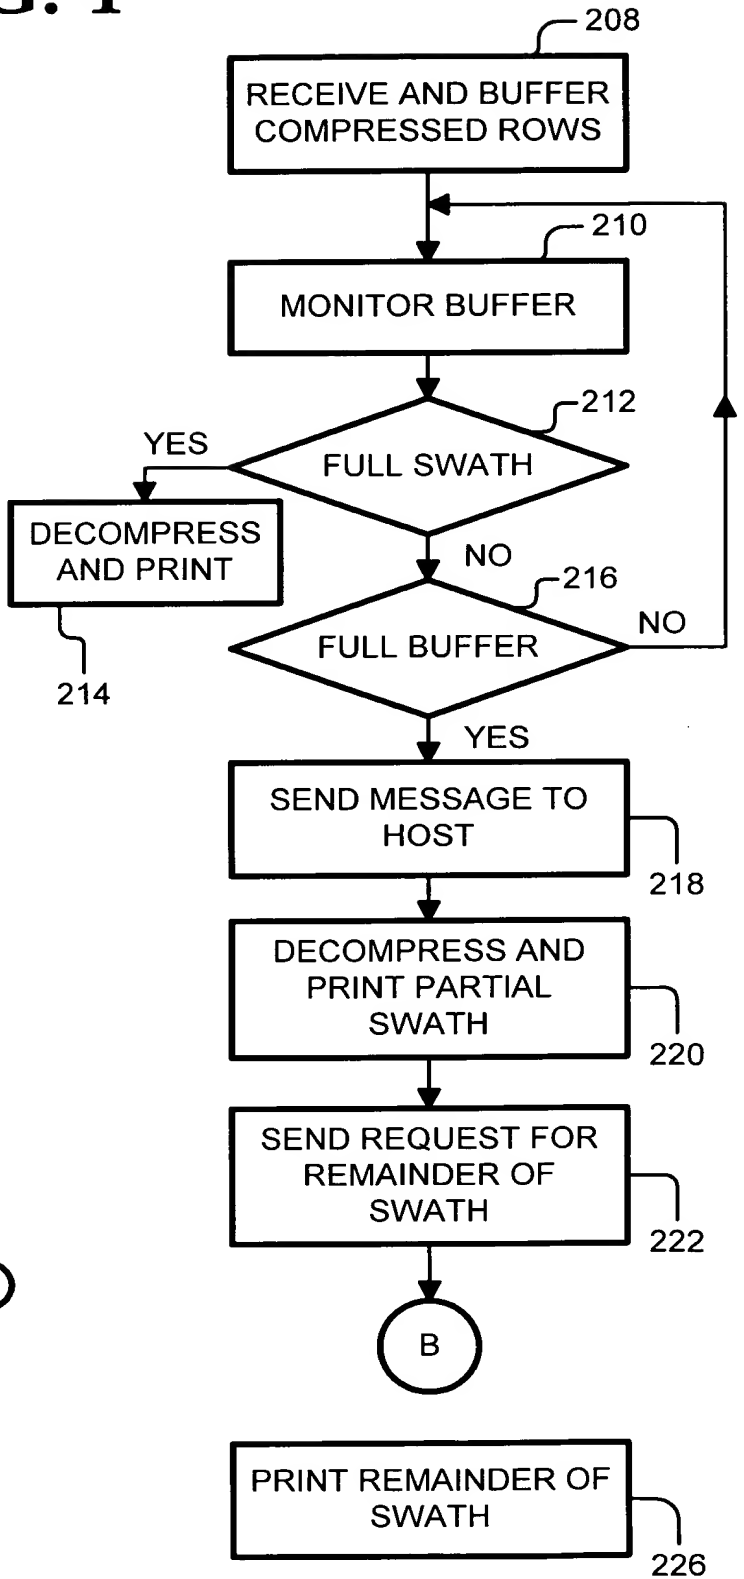 G. 1
208
RECEIVE AND BUFFER
COMPRESSED ROWS
210
MONITOR BUFFER
212
YES
FULL SWATH
DECOMPRESS
AND PRINT
NO
216
214
FULL BUFFER
NO
YES
SEND MESSAGE TO
HOST
218
DECOMPRESS AND
PRINT PARTIAL
SWATH
220
SEND REQUEST FOR
REMAINDER OF
SWATH
222
B
PRINT REMAINDER OF
SWATH
226